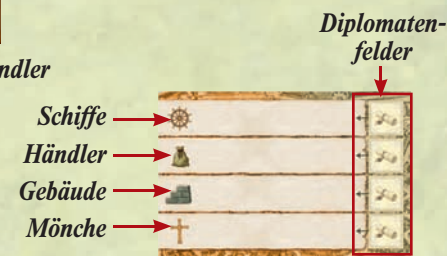 Diplomaten-
felder
ndler
Schiffe
Händler
Gebäude
Mönche